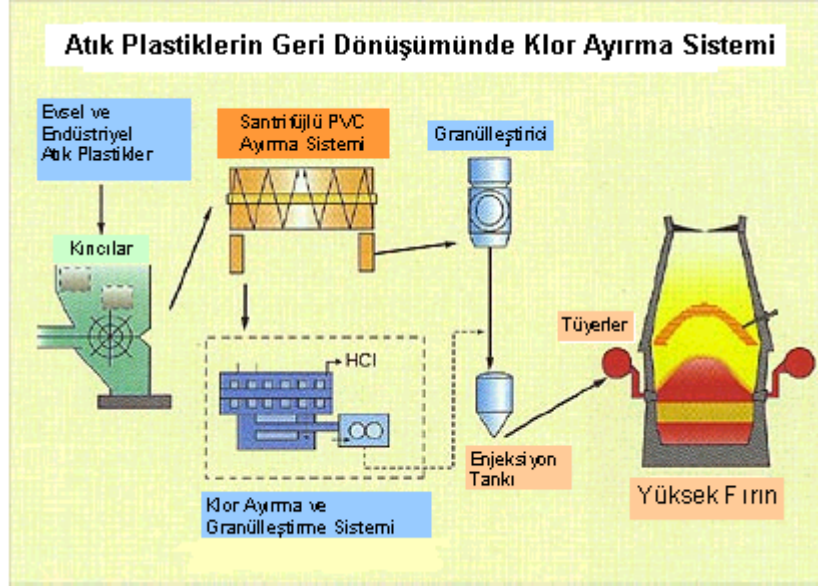 Atık Plastiklerin Geri Dönüşümünde Klor Ayırma Sistemi
Evsel ve
Endüstriyel
Atık Plastikler
Santrifüjlü PVC
Ayırma Sistemi
Granülleştirici
Kırıcılar
Tüyerler
HCl
Enjeksiyon
Tankı
Yüksek Fırın
Klor Ayırma ve
Granülleştirme Sistemi